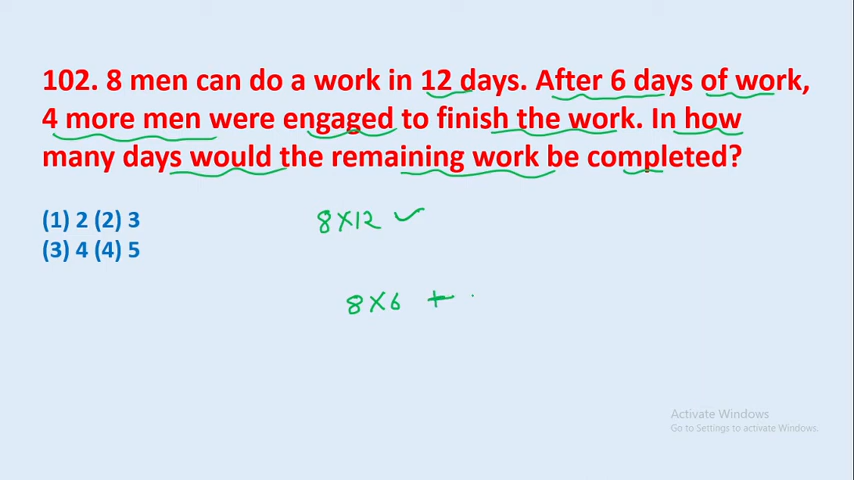 102. 8 men can do a work in 12 days. After 6 days of work,
4 more men were engaged to finish the work. In how
many days would the remaining work be completed?
(1) 2 (2) 3
(3) 4 (4) 5
8×12 ✓
8×6 +
Activate Windows
Go to Settings to activate Windows.